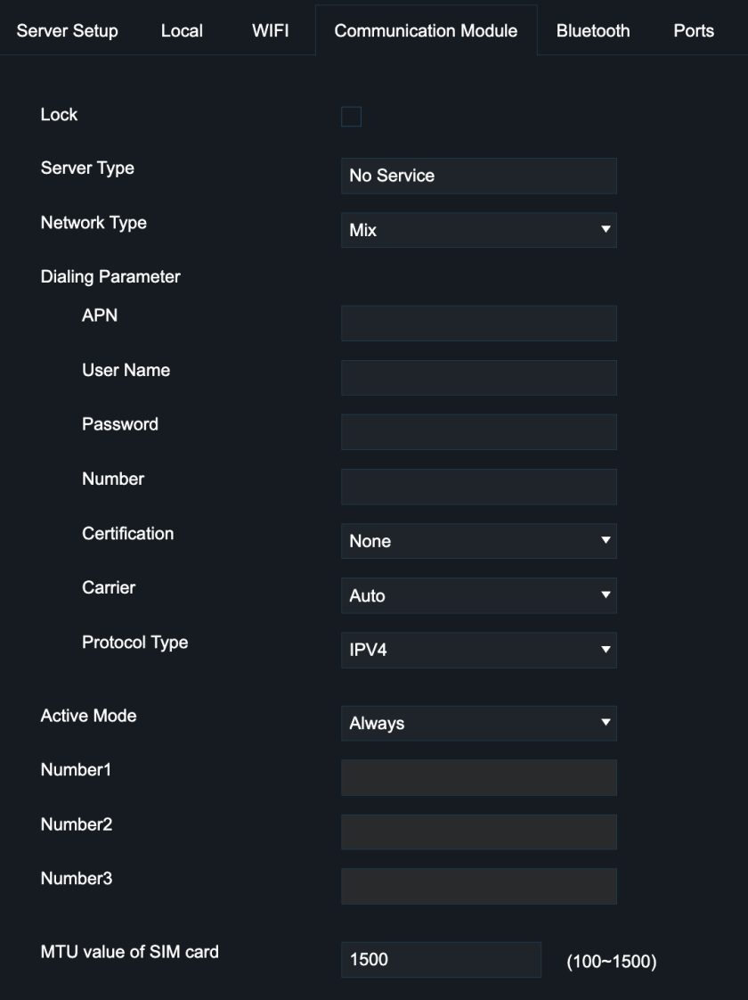 Server Setup Local WIFI Communication Module Bluetooth Ports
Lock
Server Type No Service
Network Type Mix
Dialing Parameter
APN
User Name
Password
Number
Certification None
Carrier Auto
Protocol Type IPV4
Active Mode Always
Number1
Number2
Number3
MTU value of SIM card 1500 (100~1500)